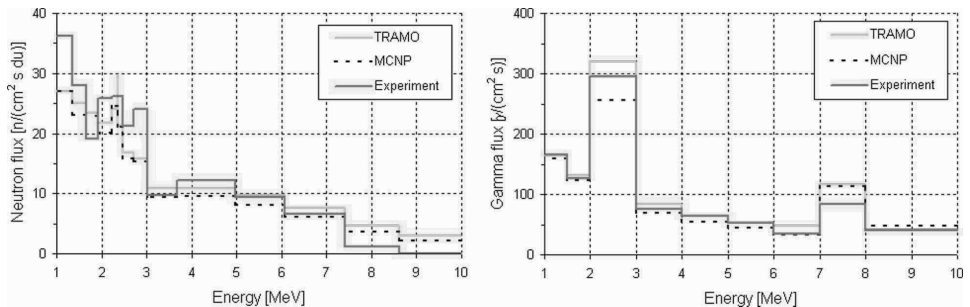 40
30
20
10
0
Neutron flux [n/(cm² s du)]
TRAMO
MCNP
Experiment
1 2 3 4 5 6 7 8 9 10
Energy [MeV]
400
300
200
100
0
Gamma flux [γ/(cm² s)]
TRAMO
MCNP
Experiment
1 2 3 4 5 6 7 8 9 10
Energy [MeV]